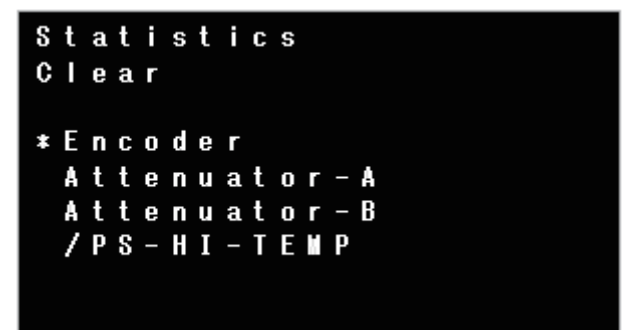 Statistics
Clear
*Encoder
Attenuator-A
Attenuator-B
/PS-HI-TEMP